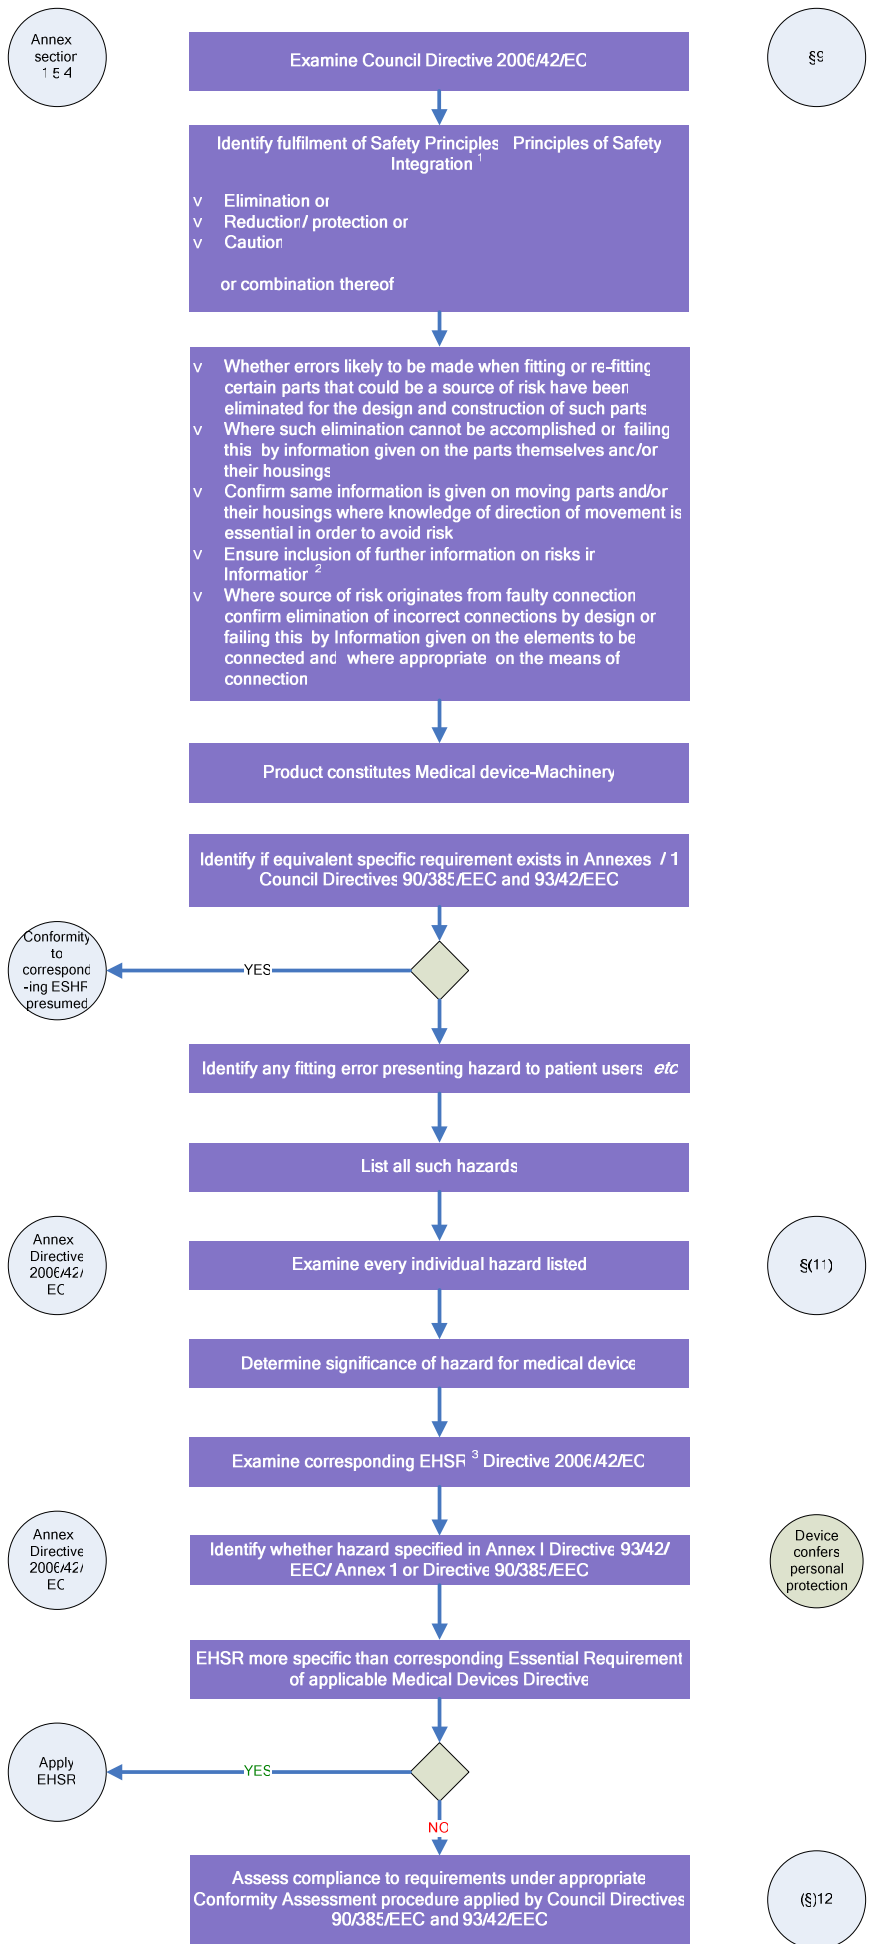 Annex
section
1 5 4
Examine Council Directive 2006/42/EC
§9
Identify fulfilment of Safety Principles Principles of Safety
Integration 1
v Elimination or
v Reduction/ protection or
v Caution
or combination thereof
v Whether errors likely to be made when fitting or re-fitting
certain parts that could be a source of risk have been
eliminated for the design and construction of such parts
v Where such elimination cannot be accomplished or failing
this by information given on the parts themselves and/or
their housings
v Confirm same information is given on moving parts and/or
their housings where knowledge of direction of movement is
essential in order to avoid risk
v Ensure inclusion of further information on risks in
Information 2
v Where source of risk originates from faulty connection
confirm elimination of incorrect connections by design or
failing this by Information given on the elements to be
connected and where appropriate on the means of
connection
Product constitutes Medical device-Machinery
Identify if equivalent specific requirement exists in Annexes / 1
Council Directives 90/385/EEC and 93/42/EEC
Conformity
to
correspond
-ing ESHR
presumed
YES
Identify any fitting error presenting hazard to patient users etc
List all such hazards
Annex
Directive
2006/42/
EC
Examine every individual hazard listed
§(11)
Determine significance of hazard for medical device
Examine corresponding EHSR 3 Directive 2006/42/EC
Annex
Directive
2006/42/
EC
Identify whether hazard specified in Annex I Directive 93/42/
EEC/ Annex 1 or Directive 90/385/EEC
Device
confers
personal
protection
EHSR more specific than corresponding Essential Requirement
of applicable Medical Devices Directive
Apply
EHSR
YES
NO
Assess compliance to requirements under appropriate
Conformity Assessment procedure applied by Council Directives
90/385/EEC and 93/42/EEC
(§)12